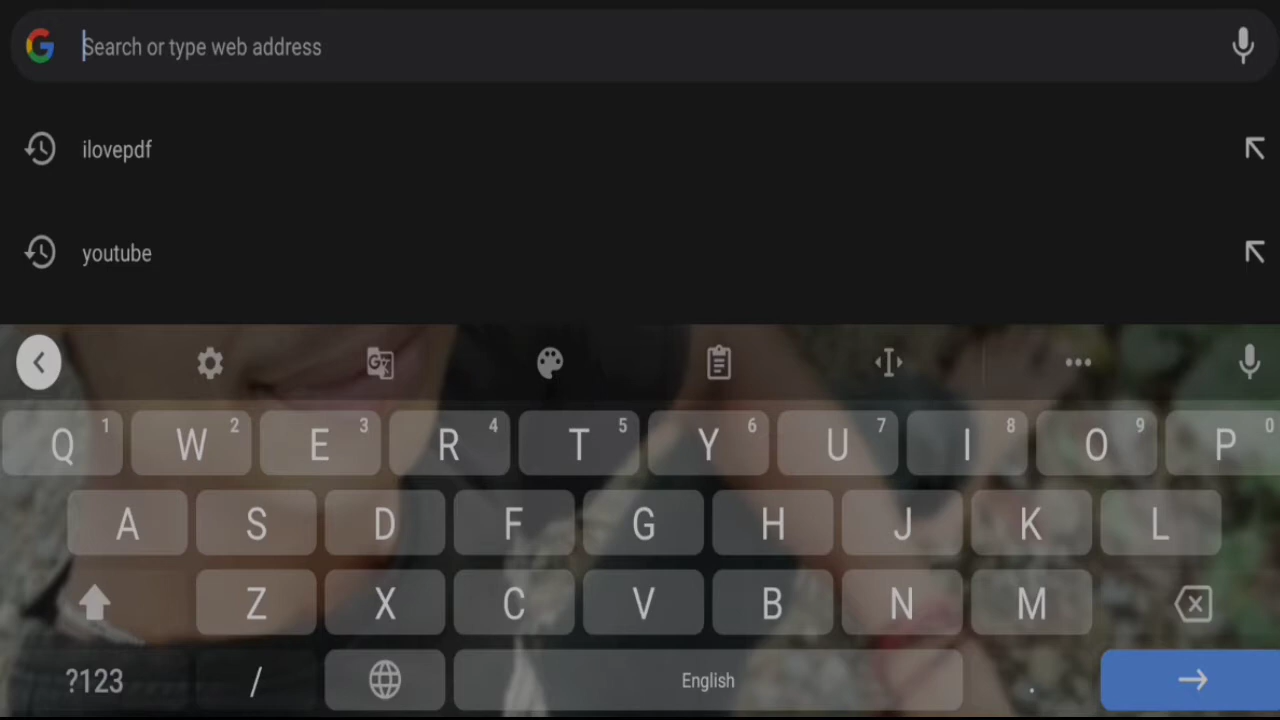 Search or type web address
ilovepdf
youtube
Q 1 W 2 E 3 R 4 T 5 Y 6 U 7 I 8 O 9 P 0
A S D F G H J K L
Z X C V B N M
?123 / English .